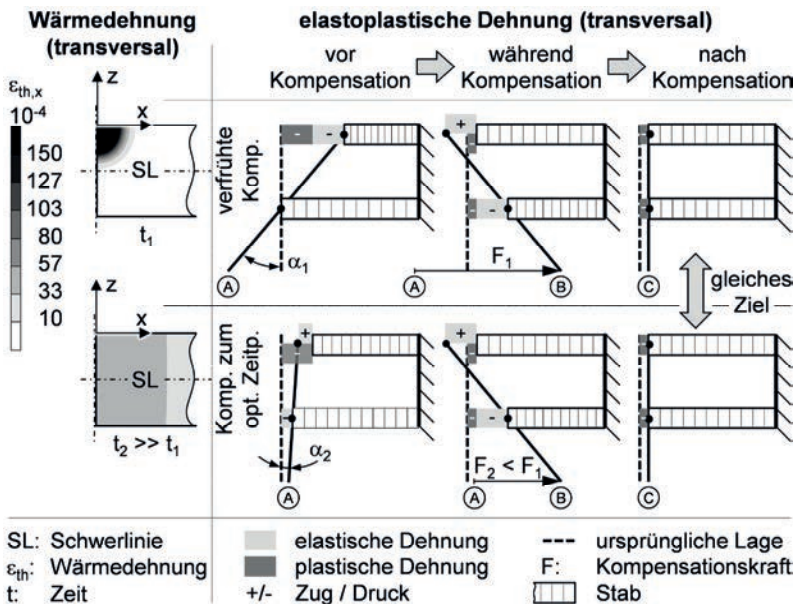 Wärmedehnung
(transversal)
elastoplastische Dehnung (transversal)
vor
Kompensation
während
Kompensation
nach
Kompensation
ε_th,x
10⁻⁴
150
127
103
80
57
33
10
z
x
SL
t₁
verfrühte
Komp.
-
-
α₁
A
+
-
-
-
F₁
A
B
-
-
C
gleiches
Ziel
z
x
SL
t₂ >> t₁
Komp. zum
opt. Zeitp.
+
-
-
α₂
A
+
-
-
-
F₂ < F₁
A
B
-
-
C
SL: Schwerlinie
ε_th: Wärmedehnung
t: Zeit
elastische Dehnung
plastische Dehnung
+/- Zug / Druck
ursprüngliche Lage
F: Kompensationskraft
Stab